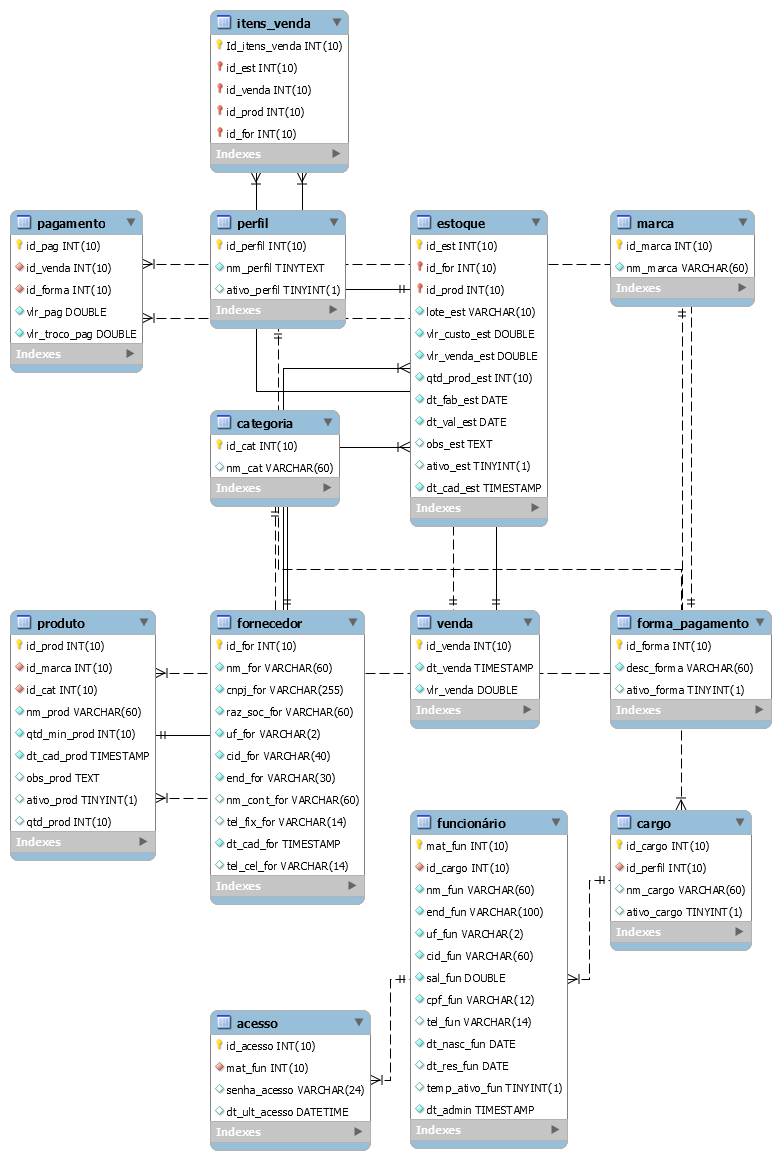 itens_venda
Id_itens_venda INT(10)
id_est INT(10)
id_venda INT(10)
id_prod INT(10)
id_for INT(10)
Indexes
pagamento
id_pag INT(10)
id_venda INT(10)
id_forma INT(10)
vlr_pag DOUBLE
vlr_troco_pag DOUBLE
Indexes
perfil
id_perfil INT(10)
nm_perfil TINYTEXT
ativo_perfil TINYINT(1)
Indexes
estoque
id_est INT(10)
id_for INT(10)
id_prod INT(10)
lote_est VARCHAR(10)
vlr_custo_est DOUBLE
vlr_venda_est DOUBLE
qtd_prod_est INT(10)
dt_fab_est DATE
dt_val_est DATE
obs_est TEXT
ativo_est TINYINT(1)
dt_cad_est TIMESTAMP
Indexes
marca
id_marca INT(10)
nm_marca VARCHAR(60)
Indexes
categoria
id_cat INT(10)
nm_cat VARCHAR(60)
Indexes
produto
id_prod INT(10)
id_marca INT(10)
id_cat INT(10)
nm_prod VARCHAR(60)
qtd_min_prod INT(10)
dt_cad_prod TIMESTAMP
obs_prod TEXT
ativo_prod TINYINT(1)
qtd_prod INT(10)
Indexes
fornecedor
id_for INT(10)
nm_for VARCHAR(60)
cnpj_for VARCHAR(255)
raz_soc_for VARCHAR(60)
uf_for VARCHAR(2)
cid_for VARCHAR(40)
end_for VARCHAR(30)
nm_cont_for VARCHAR(60)
tel_fix_for VARCHAR(14)
dt_cad_for TIMESTAMP
tel_cel_for VARCHAR(14)
Indexes
venda
id_venda INT(10)
dt_venda TIMESTAMP
vlr_venda DOUBLE
Indexes
forma_pagamento
id_forma INT(10)
desc_forma VARCHAR(60)
ativo_forma TINYINT(1)
Indexes
funcionário
mat_fun INT(10)
id_cargo INT(10)
nm_fun VARCHAR(60)
end_fun VARCHAR(100)
uf_fun VARCHAR(2)
cid_fun VARCHAR(60)
sal_fun DOUBLE
cpf_fun VARCHAR(12)
tel_fun VARCHAR(14)
dt_nasc_fun DATE
dt_res_fun DATE
temp_ativo_fun TINYINT(1)
dt_admin TIMESTAMP
Indexes
cargo
id_cargo INT(10)
id_perfil INT(10)
nm_cargo VARCHAR(60)
ativo_cargo TINYINT(1)
Indexes
acesso
id_acesso INT(10)
mat_fun INT(10)
senha_acesso VARCHAR(24)
dt_ult_acesso DATETIME
Indexes